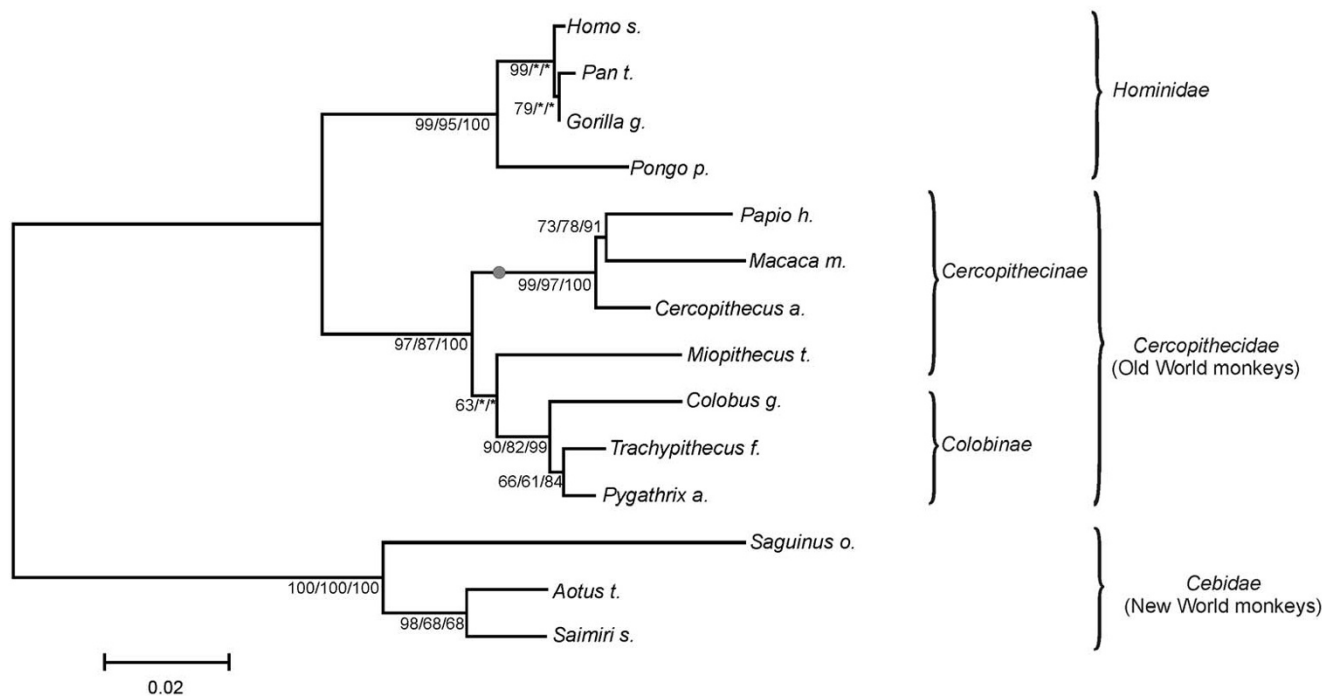 Homo s.
99/*/*
Pan t.
Hominidae
79/*/*
Gorilla g.
99/95/100
Pongo p.
Papio h.
73/78/91
Macaca m.
Cercopithecinae
99/97/100
Cercopithecus a.
97/87/100
Cercopithecidae
(Old World monkeys)
Miopithecus t.
63/*/*
Colobus g.
90/82/99
Trachypithecus f.
Colobinae
66/61/84
Pygathrix a.
Saguinus o.
100/100/100
Cebidae
(New World monkeys)
Aotus t.
98/68/68
Saimiri s.
0.02